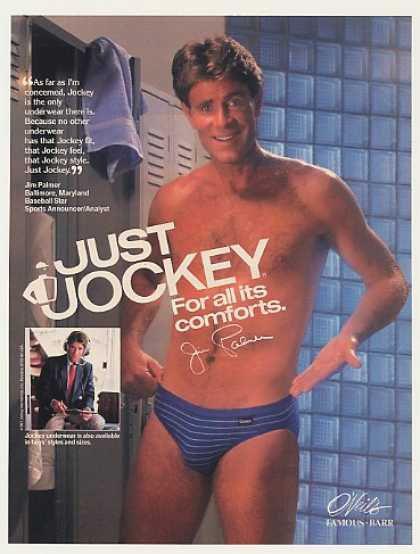 “As far as I'm
concerned, Jockey
is the only
underwear there is.
Because no other
underwear
has that Jockey fit,
that Jockey feel,
that Jockey style.
Just Jockey.”
Jim Palmer
Baltimore, Maryland
Baseball Star
Sports Announcer/Analyst
JUST
JOCKEY
For all its
comforts.
Jim Palmer
Jockey underwear is also available
in boys' styles and sizes.
O'Neil's
FAMOUS-BARR